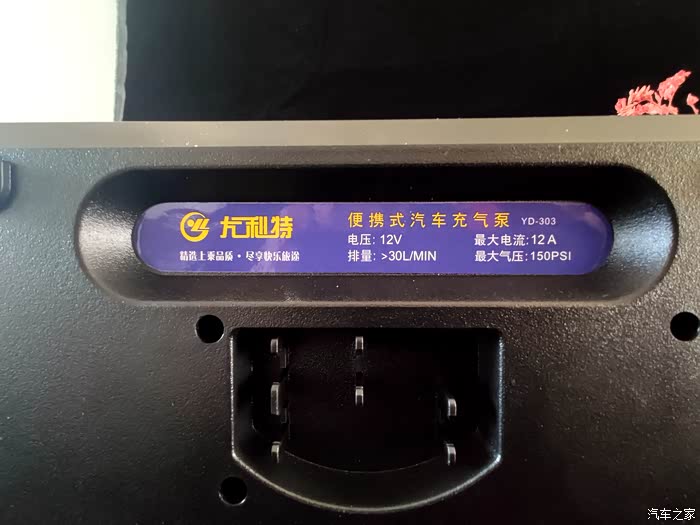 尤利特
精造上乘品质·尽享快乐旅途
便携式汽车充气泵 YD-303
电压: 12V 最大电流:12A
排量: >30L/MIN 最大气压:150PSI
汽车之家